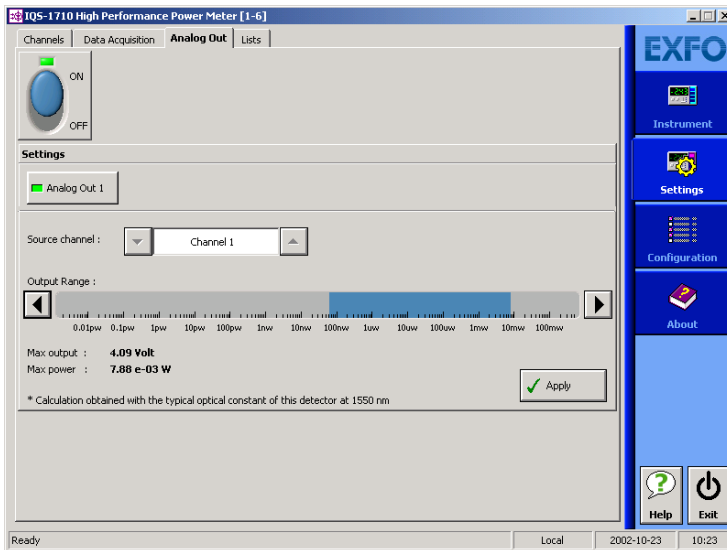 IQS-1710 High Performance Power Meter [1-6]
Channels Data Acquisition Analog Out Lists
ON
OFF
Settings
Analog Out 1
Source channel : Channel 1
Output Range :
0.01pw 0.1pw 1pw 10pw 100pw 1nw 10nw 100nw 1uw 10uw 100uw 1mw 10mw 100mw
Max output : 4.09 Volt
Max power : 7.88 e-03 W
Apply
* Calculation obtained with the typical optical constant of this detector at 1550 nm
EXFO
Instrument
Settings
Configuration
About
Help Exit
Ready Local 2002-10-23 10:23